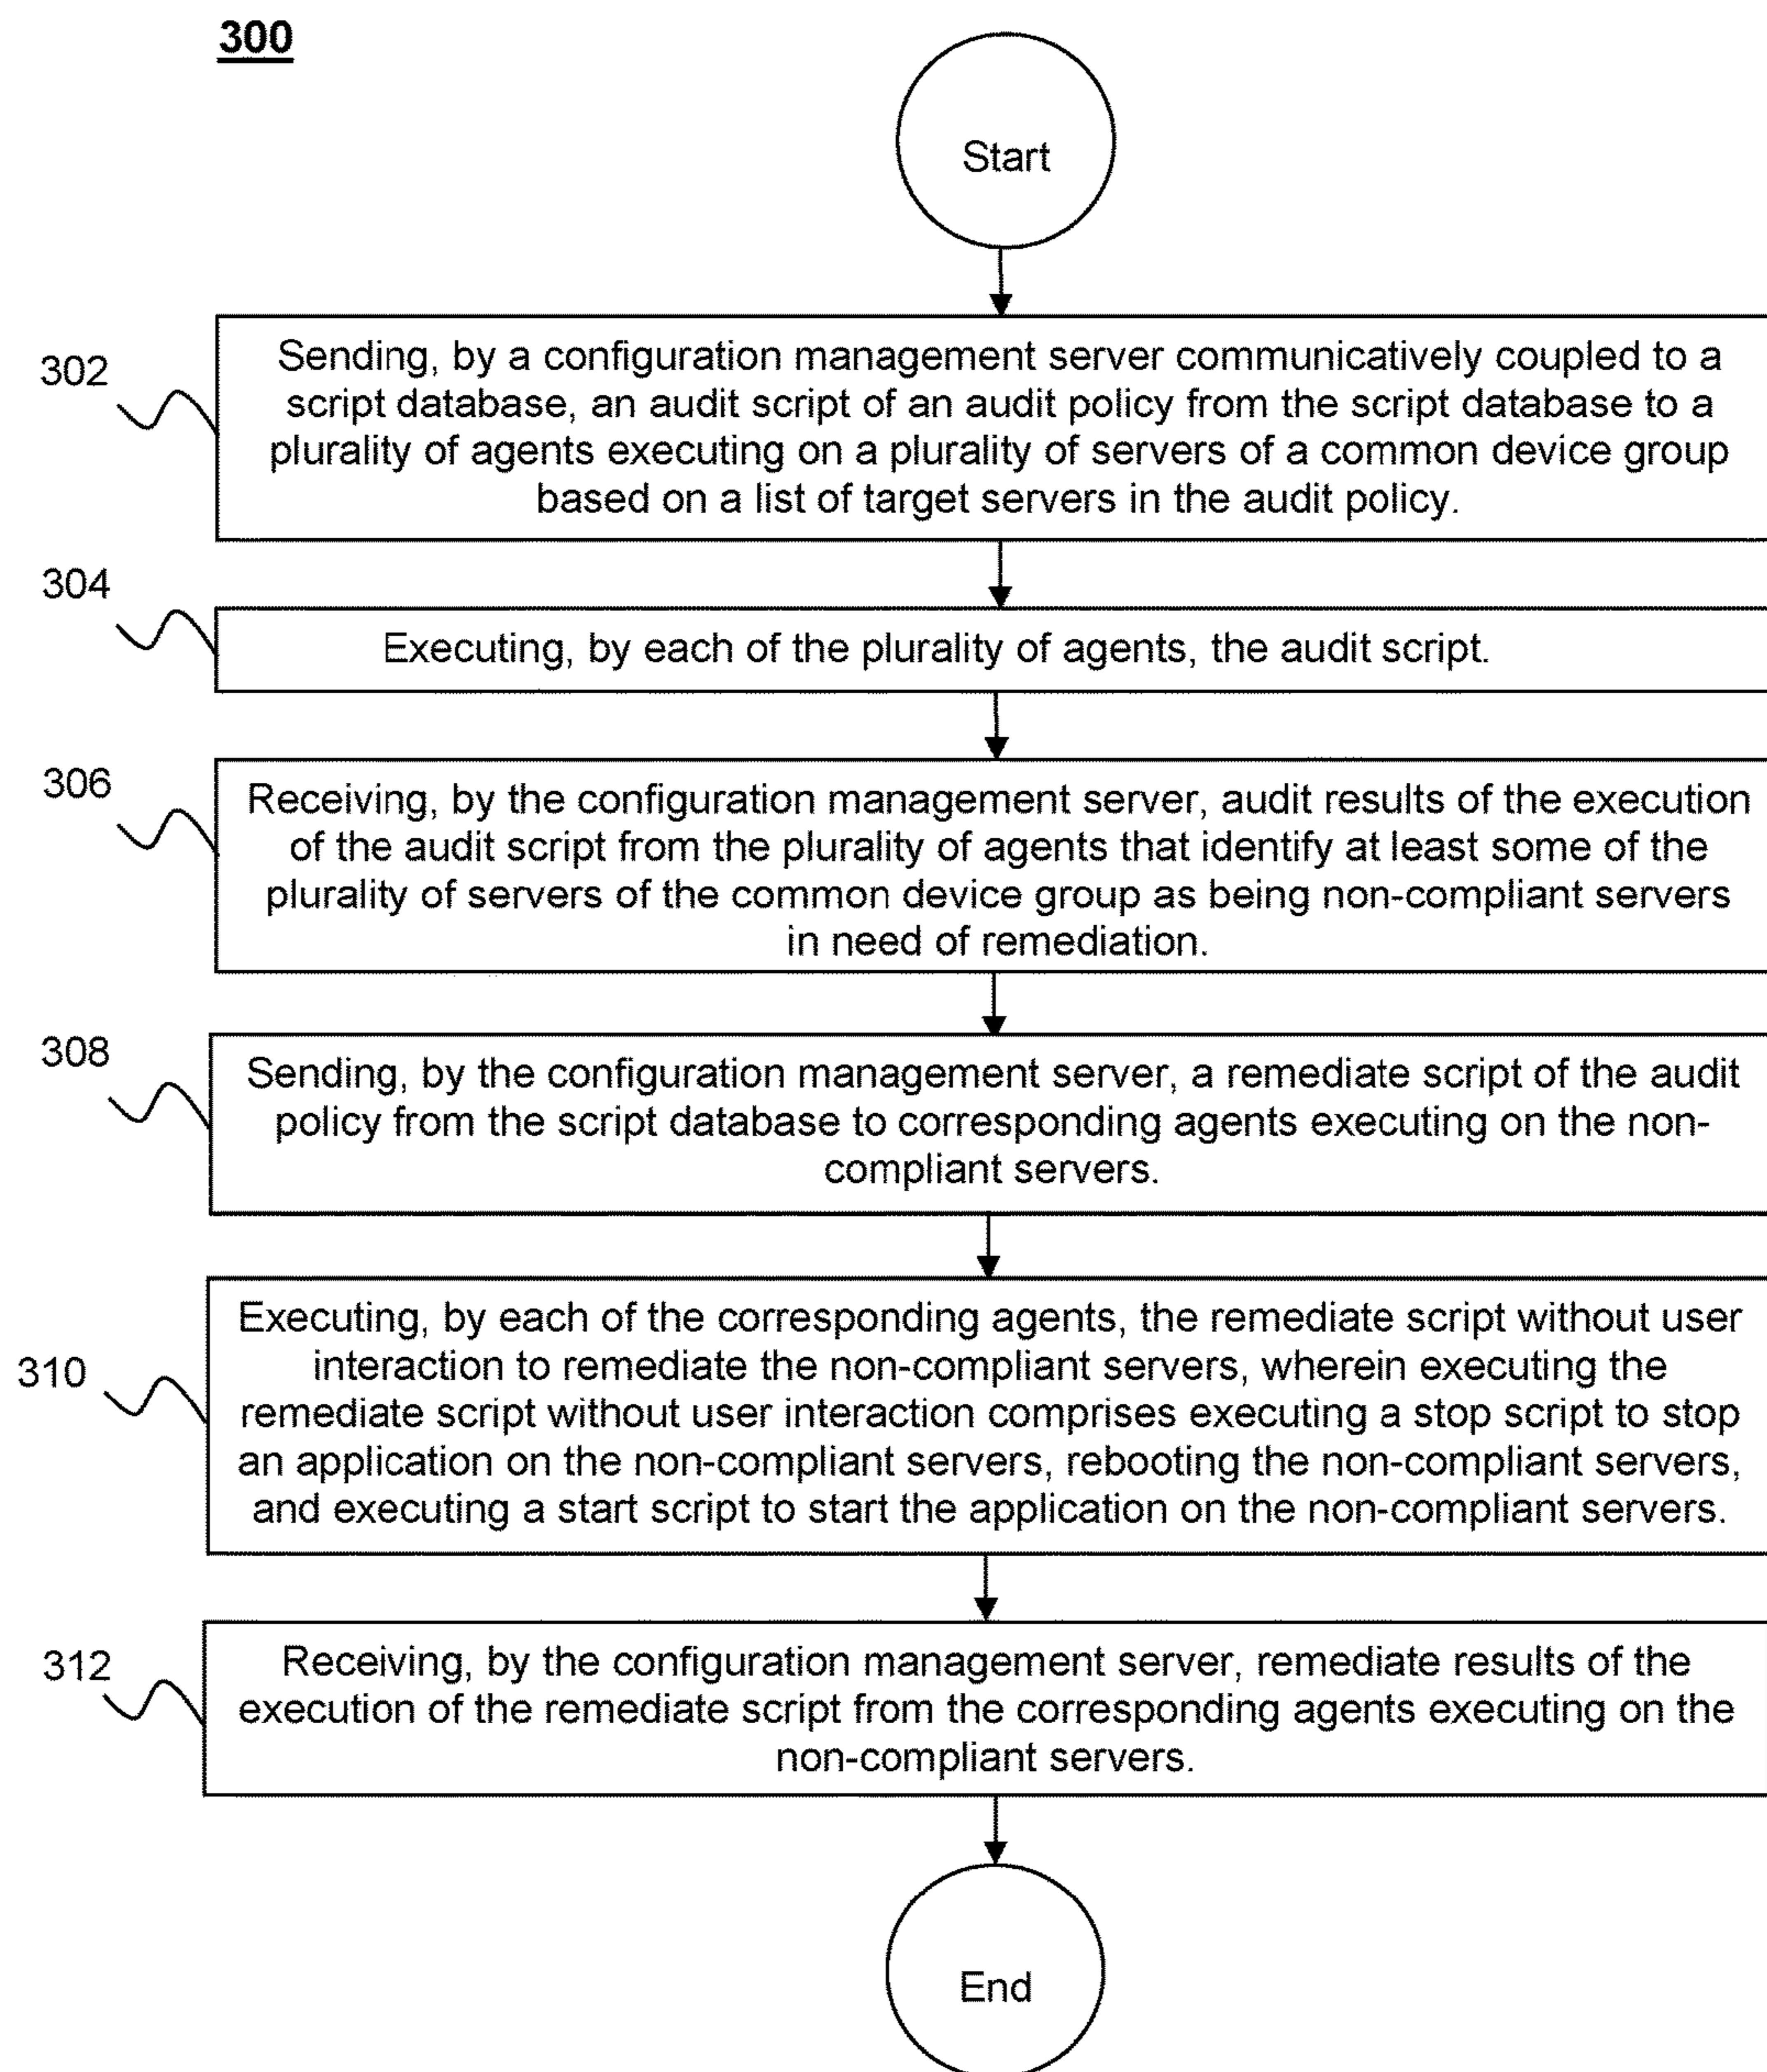 300
Start
302
Sending, by a configuration management server communicatively coupled to a
script database, an audit script of an audit policy from the script database to a
plurality of agents executing on a plurality of servers of a common device group
based on a list of target servers in the audit policy.
304
Executing, by each of the plurality of agents, the audit script.
306
Receiving, by the configuration management server, audit results of the execution
of the audit script from the plurality of agents that identify at least some of the
plurality of servers of the common device group as being non-compliant servers
in need of remediation.
308
Sending, by the configuration management server, a remediate script of the audit
policy from the script database to corresponding agents executing on the non-
compliant servers.
310
Executing, by each of the corresponding agents, the remediate script without user
interaction to remediate the non-compliant servers, wherein executing the
remediate script without user interaction comprises executing a stop script to stop
an application on the non-compliant servers, rebooting the non-compliant servers,
and executing a start script to start the application on the non-compliant servers.
312
Receiving, by the configuration management server, remediate results of the
execution of the remediate script from the corresponding agents executing on the
non-compliant servers.
End